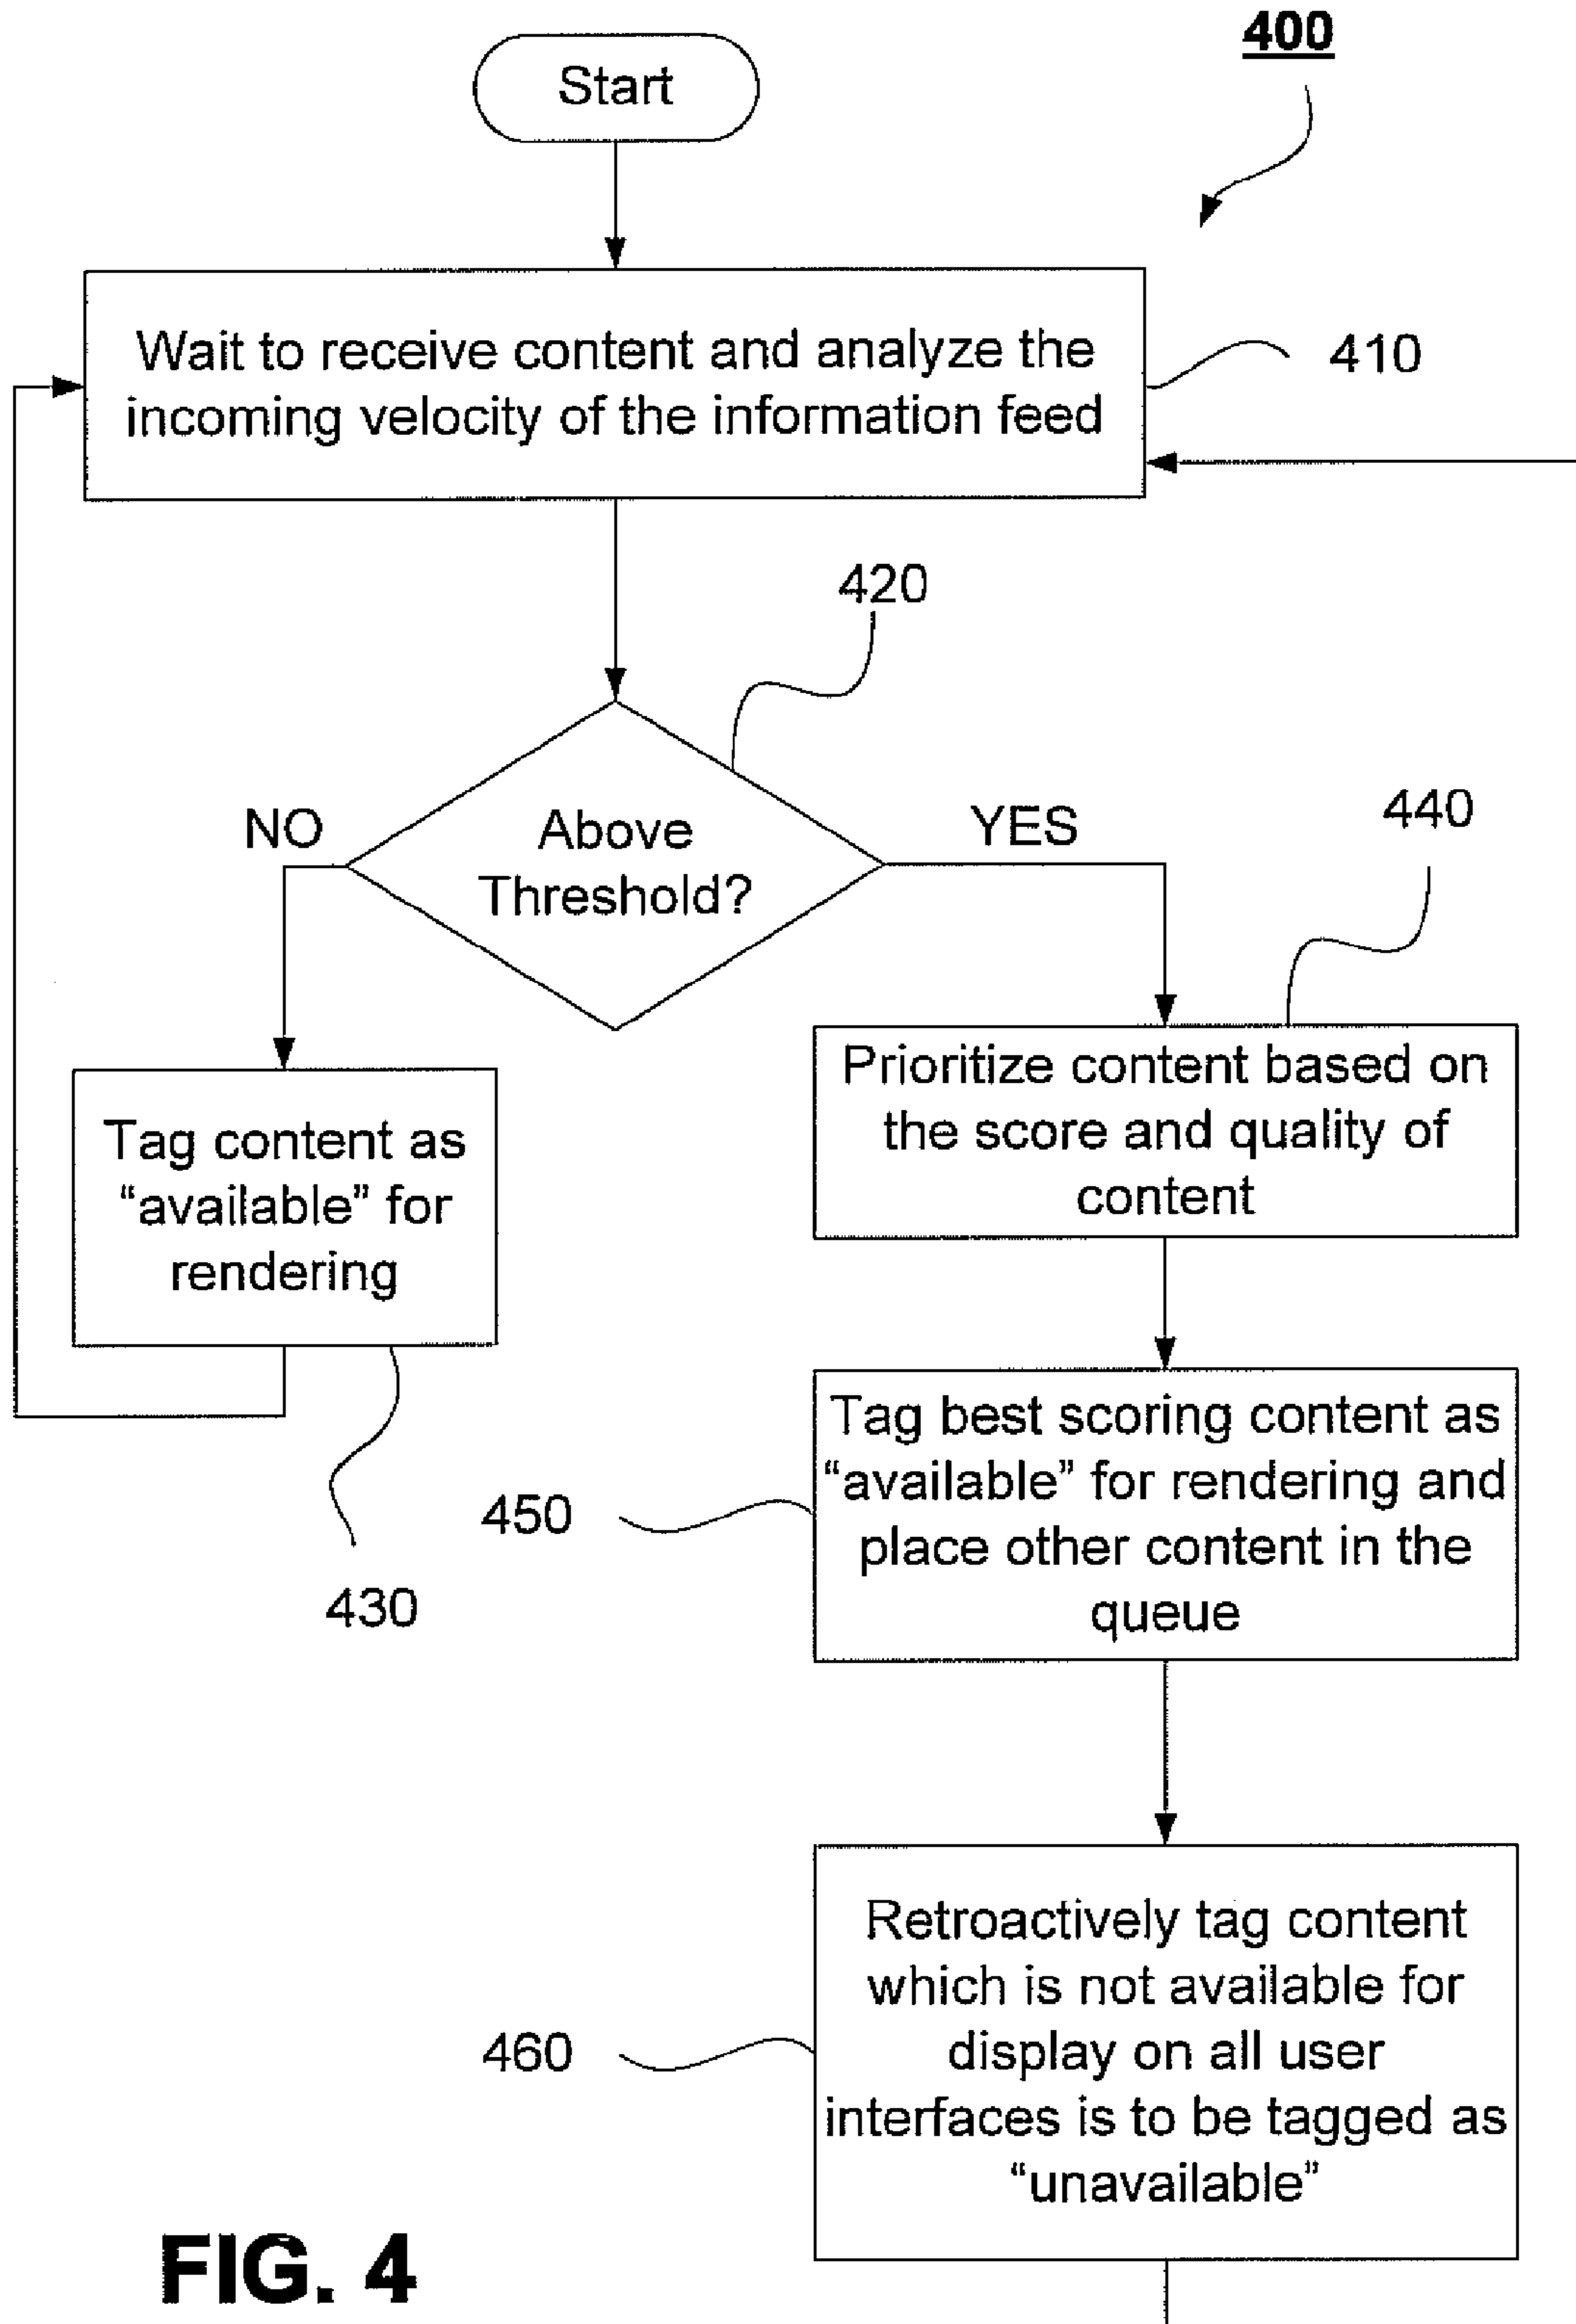 400
Start
Wait to receive content and analyze the
incoming velocity of the information feed
410
420
NO
Above
Threshold?
YES
440
Prioritize content based on
the score and quality of
content
Tag content as
“available” for
rendering
430
Tag best scoring content as
“available” for rendering and
place other content in the
queue
450
Retroactively tag content
which is not available for
display on all user
interfaces is to be tagged as
“unavailable”
460
FIG. 4